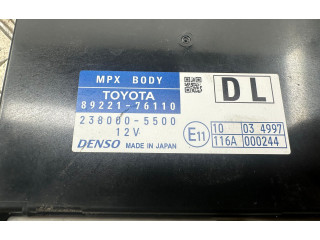 MPX BODY
TOYOTA
89221-76110
238000-5500
12V
DENSO MADE IN JAPAN
DL
E11
10 03 4997
116A 000244